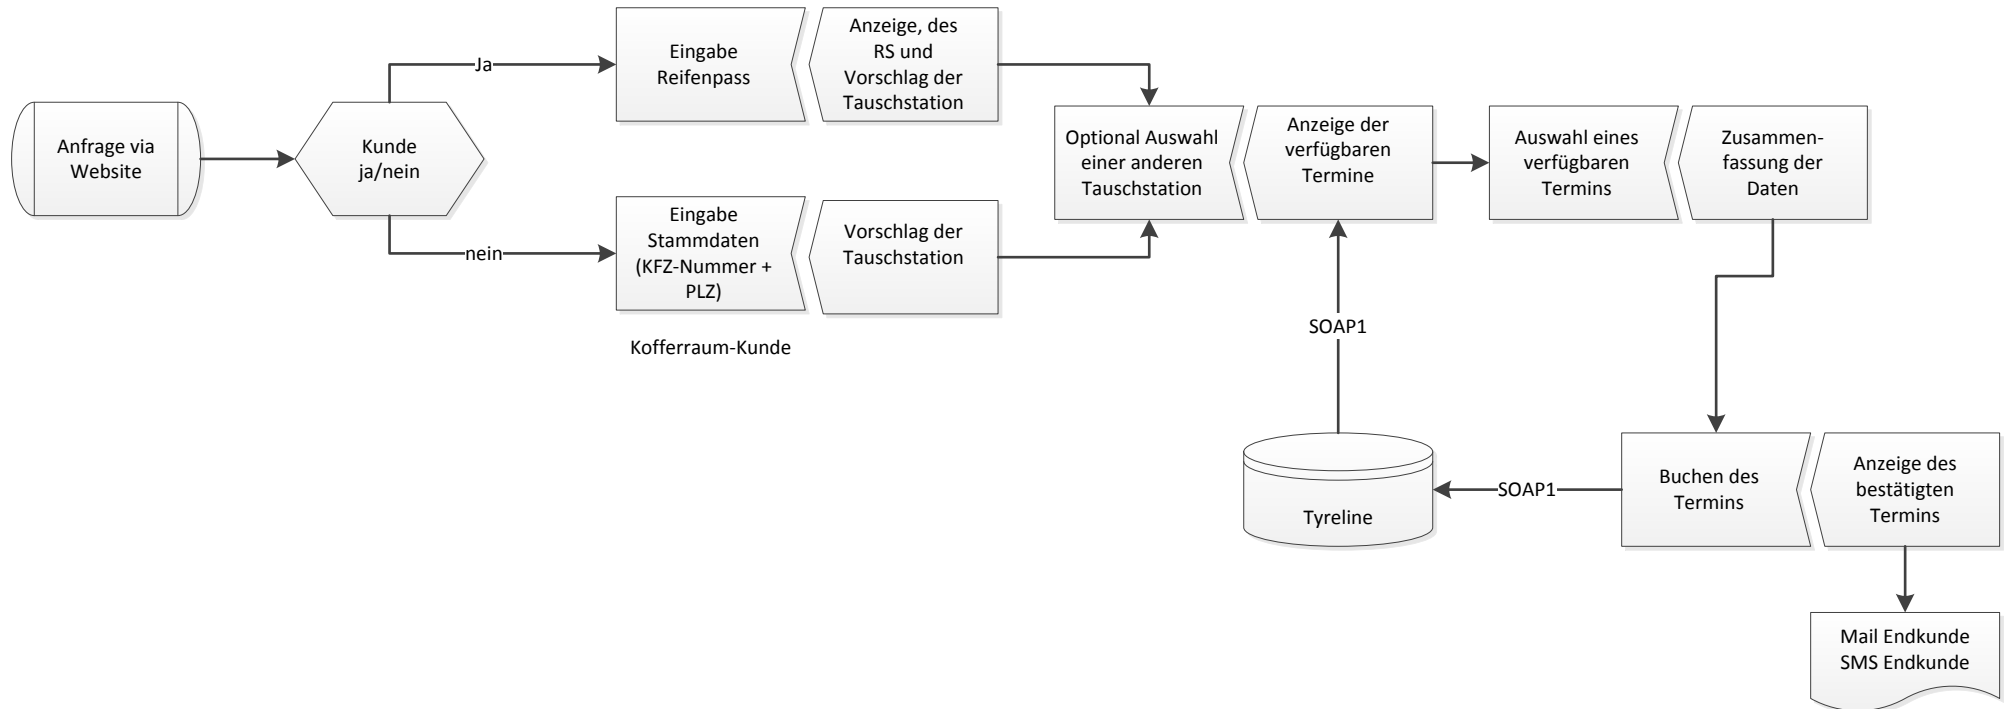 Anfrage via
Website
Kunde
ja/nein
Ja
nein
Eingabe
Reifenpass
Anzeige, des
RS und
Vorschlag der
Tauschstation
Eingabe
Stammdaten
(KFZ-Nummer +
PLZ)
Vorschlag der
Tauschstation
Kofferraum-Kunde
Optional Auswahl
einer anderen
Tauschstation
Anzeige der
verfügbaren
Termine
Auswahl eines
verfügbaren
Termins
Zusammen-
fassung der
Daten
SOAP1
Tyreline
SOAP1
Buchen des
Termins
Anzeige des
bestätigten
Termins
Mail Endkunde
SMS Endkunde